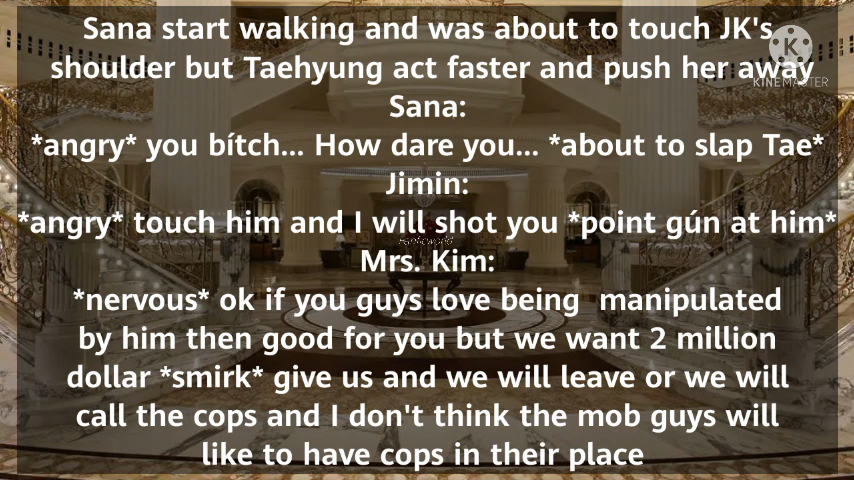 Sana start walking and was about to touch JK's
shoulder but Taehyung act faster and push her away
Sana:
*angry* you bítch... How dare you... *about to slap Tae*
Jimin:
*angry* touch him and I will shot you *point gún at him*
Mrs. Kim:
*nervous* ok if you guys love being manipulated
by him then good for you but we want 2 million
dollar *smirk* give us and we will leave or we will
call the cops and I don't think the mob guys will
like to have cops in their place
K
KINEMASTER